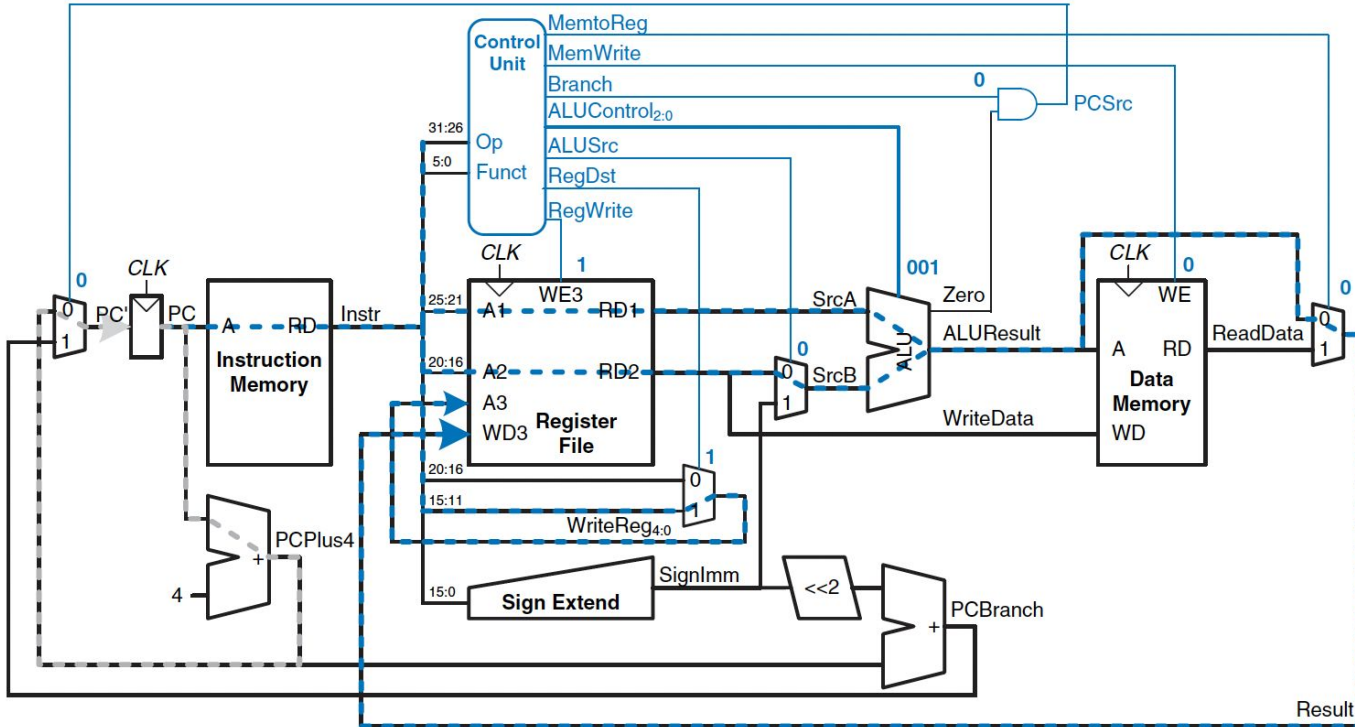 MemtoReg
Control
Unit
MemWrite
Branch
0
PCSrc
ALUControl2:0
31:26
Op
ALUSrc
5:0
Funct
RegDst
RegWrite
CLK
CLK
CLK
0
1
001
0
0
WE3
WE
Zero
25:21
A1
RD1
SrcA
0
PC'
PC
A
RD
Instr
0
1
Instruction
Memory
ALU
ALUResult
A
RD
ReadData
0
1
20:16
A2
RD2
0
0
SrcB
1
Data
Memory
A3
Register
File
WD3
WriteData
WD
20:16
1
0
15:11
1
WriteReg4:0
PCPlus4
+
4
SignImm
<<2
15:0
Sign Extend
PCBranch
+
Result